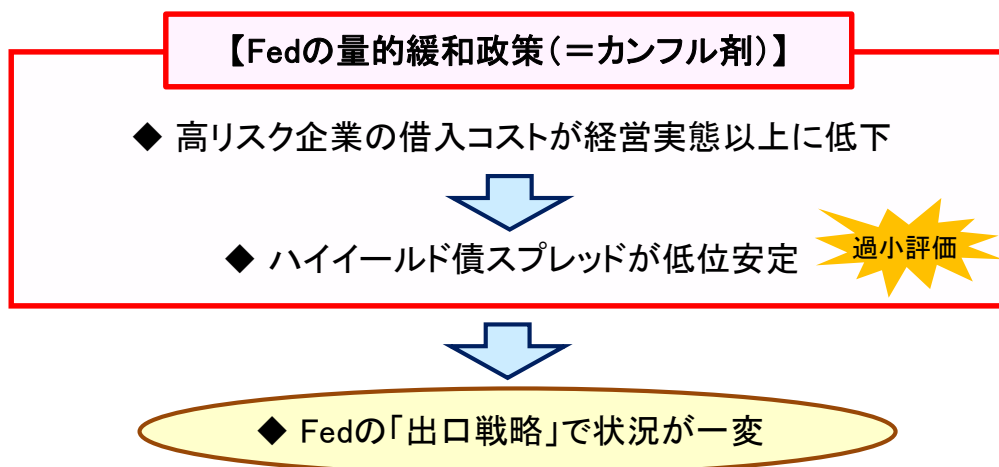 【Fedの量的緩和政策(＝カンフル剤)】
◆ 高リスク企業の借入コストが経営実態以上に低下
◆ ハイイールド債スプレッドが低位安定
過小評価
◆ Fedの「出口戦略」で状況が一変